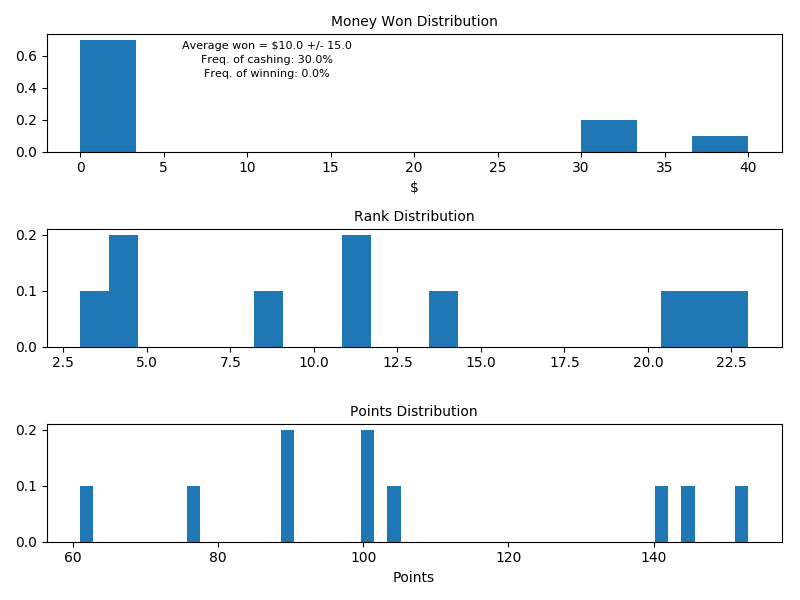 Money Won Distribution
Average won = $10.0 +/- 15.0
Freq. of cashing: 30.0%
Freq. of winning: 0.0%
0.6
0.4
0.2
0.0
0 5 10 15 20 25 30 35 40
$
Rank Distribution
0.2
0.1
0.0
2.5 5.0 7.5 10.0 12.5 15.0 17.5 20.0 22.5
Points Distribution
0.2
0.1
0.0
60 80 100 120 140
Points